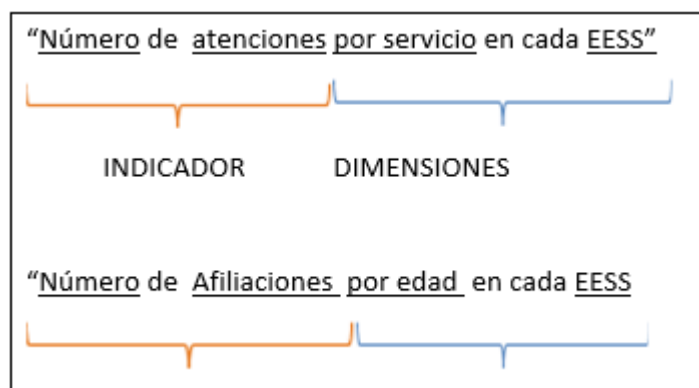 “Número de atenciones por servicio en cada EESS”
INDICADOR DIMENSIONES
“Número de Afiliaciones por edad en cada EESS